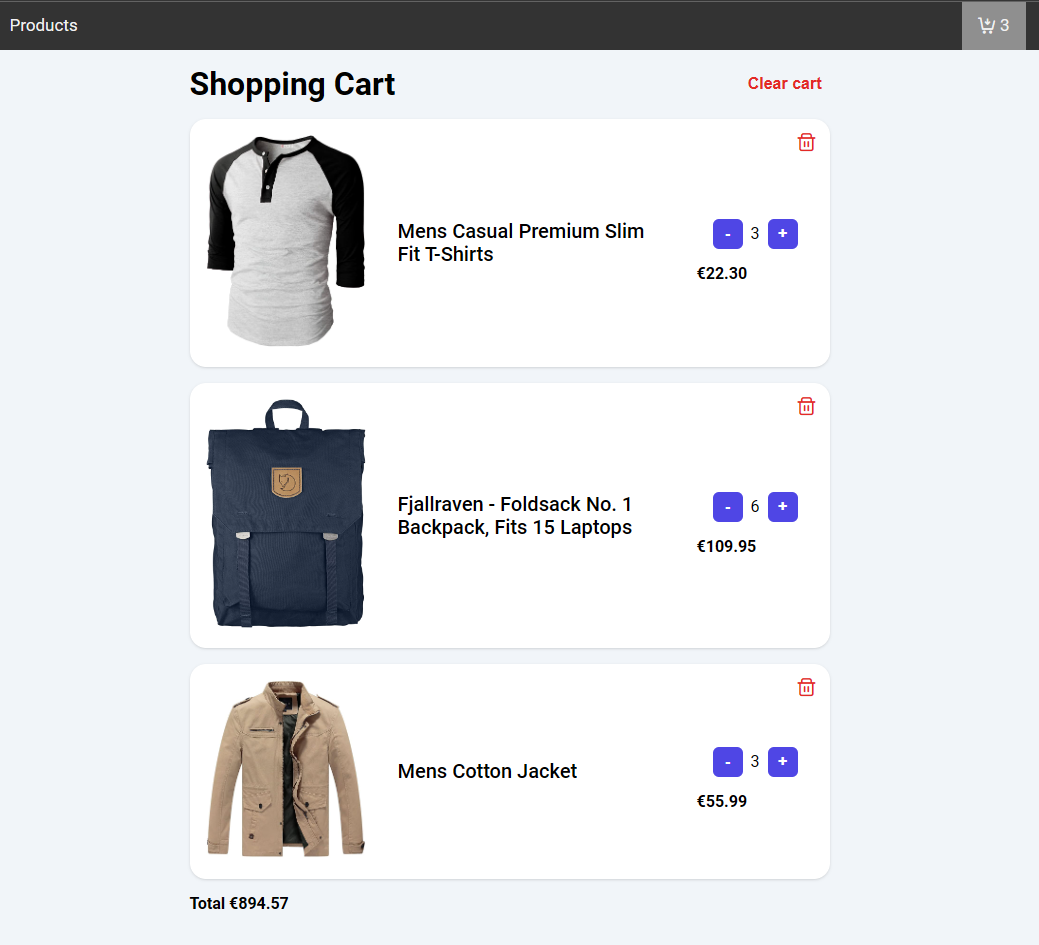 Products
3
Shopping Cart
Clear cart
Mens Casual Premium Slim
Fit T-Shirts
- 3 +
€22.30
Fjallraven - Foldsack No. 1
Backpack, Fits 15 Laptops
- 6 +
€109.95
Mens Cotton Jacket
- 3 +
€55.99
Total €894.57